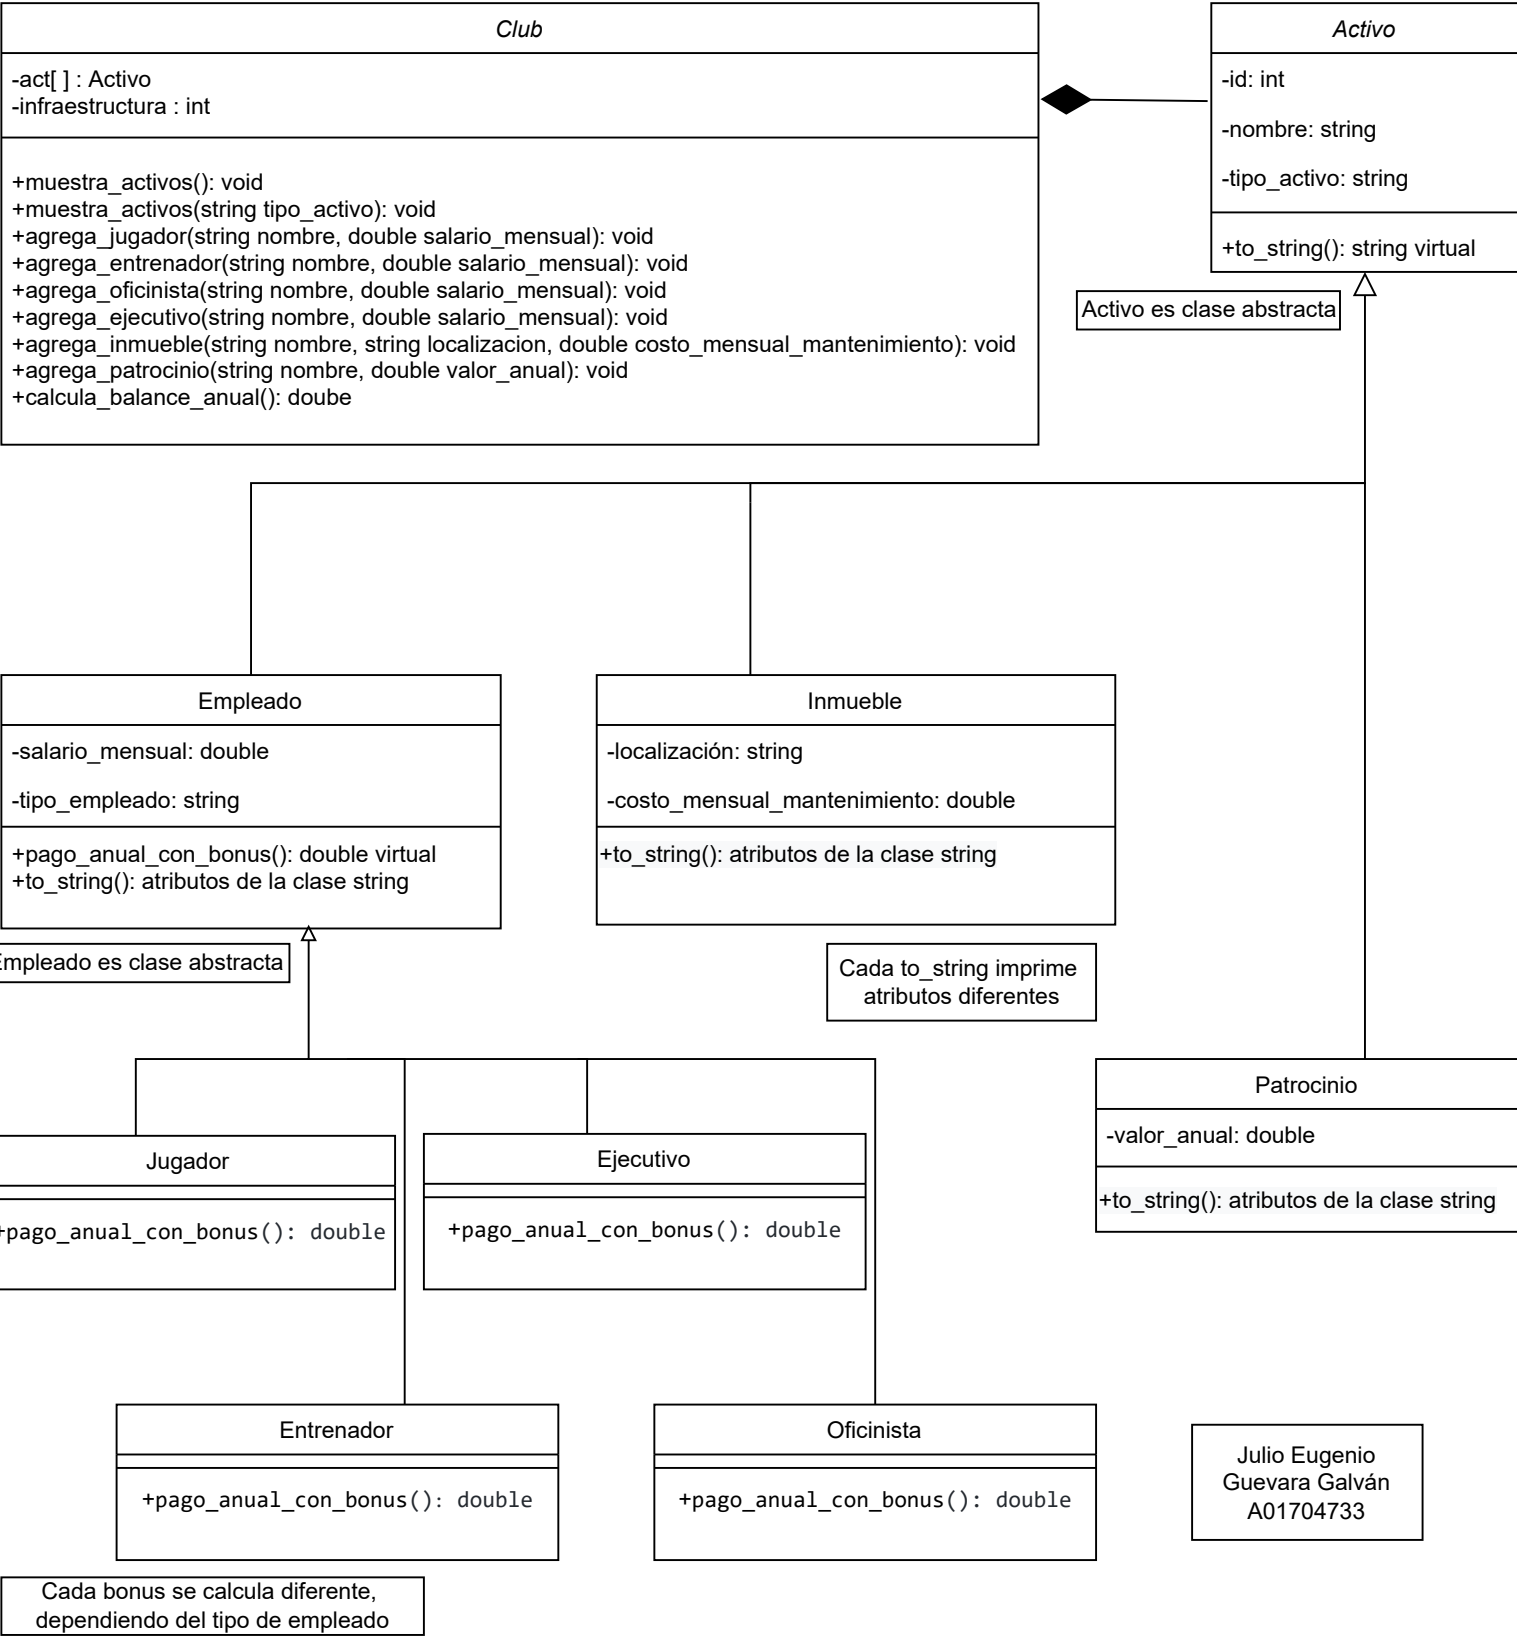 Club
-act[ ] : Activo
-infraestructura : int
+muestra_activos(): void
+muestra_activos(string tipo_activo): void
+agrega_jugador(string nombre, double salario_mensual): void
+agrega_entrenador(string nombre, double salario_mensual): void
+agrega_oficinista(string nombre, double salario_mensual): void
+agrega_ejecutivo(string nombre, double salario_mensual): void
+agrega_inmueble(string nombre, string localizacion, double costo_mensual_mantenimiento): void
+agrega_patrocinio(string nombre, double valor_anual): void
+calcula_balance_anual(): doube
Activo
-id: int
-nombre: string
-tipo_activo: string
+to_string(): string virtual
Activo es clase abstracta
Empleado
-salario_mensual: double
-tipo_empleado: string
+pago_anual_con_bonus(): double virtual
+to_string(): atributos de la clase string
Empleado es clase abstracta
Inmueble
-localización: string
-costo_mensual_mantenimiento: double
+to_string(): atributos de la clase string
Cada to_string imprime
atributos diferentes
Patrocinio
-valor_anual: double
+to_string(): atributos de la clase string
Jugador
+pago_anual_con_bonus(): double
Ejecutivo
+pago_anual_con_bonus(): double
Entrenador
+pago_anual_con_bonus(): double
Oficinista
+pago_anual_con_bonus(): double
Julio Eugenio
Guevara Galván
A01704733
Cada bonus se calcula diferente,
dependiendo del tipo de empleado